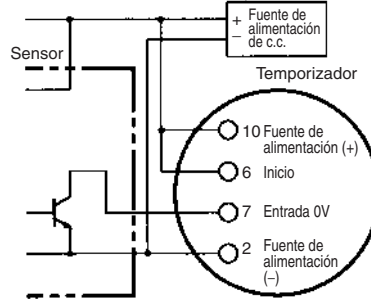 + Fuente de
alimentación
– de c.c.
Sensor
Temporizador
10 Fuente de
alimentación (+)
6 Inicio
7 Entrada 0V
2 Fuente de
alimentación
(–)